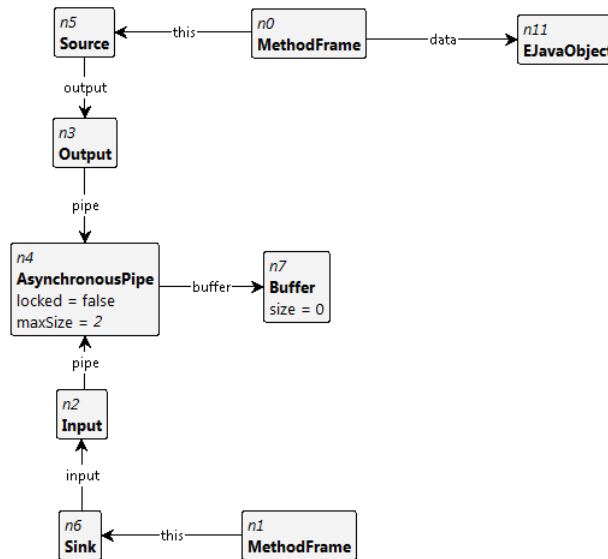 n5
Source
this
n0
MethodFrame
data
n11
EJavaObject
output
n3
Output
pipe
n4
AsynchronousPipe
locked = false
maxSize = 2
buffer
n7
Buffer
size = 0
pipe
n2
Input
input
n6
Sink
this
n1
MethodFrame